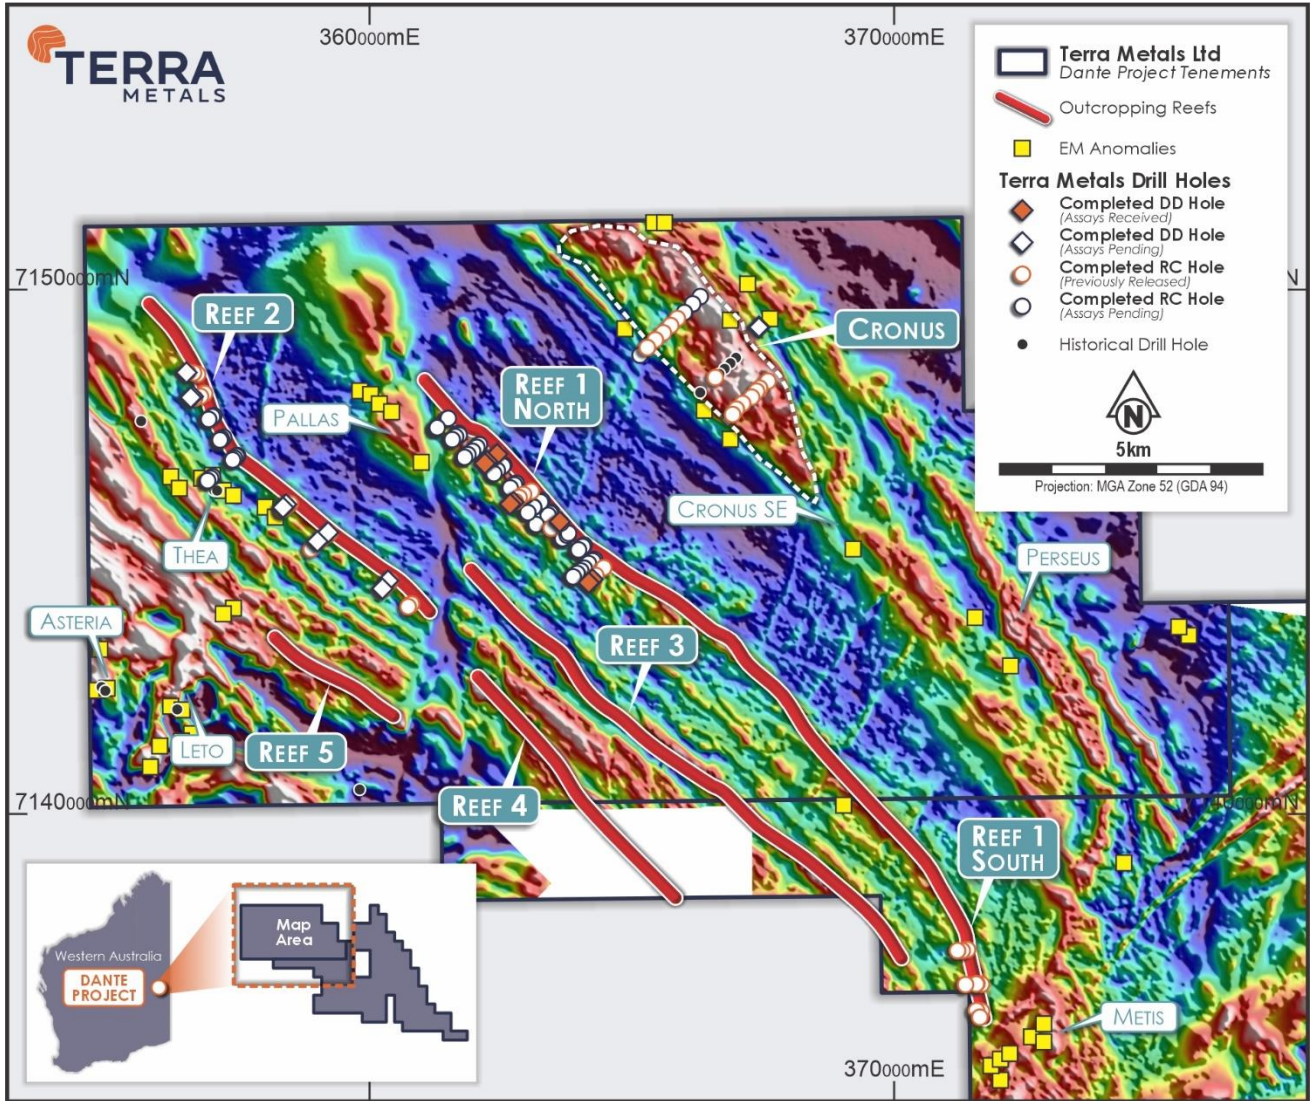 TERRA
METALS
360000mE
370000mE
Terra Metals Ltd
Dante Project Tenements
Outcropping Reefs
EM Anomalies
Terra Metals Drill Holes
Completed DD Hole
(Assays Received)
Completed DD Hole
(Assays Pending)
Completed RC Hole
(Previously Released)
Completed RC Hole
(Assays Pending)
Historical Drill Hole
N
5km
Projection: MGA Zone 52 (GDA 94)
7150000mN
N
REEF 2
CRONUS
REEF 1
NORTH
PALLAS
CRONUS SE
THEA
PERSEUS
ASTERIA
REEF 3
LETO
REEF 5
REEF 4
7140000mN
40000mN
REEF 1
SOUTH
Map
Area
Western Australia
DANTE
PROJECT
METIS
370000mE